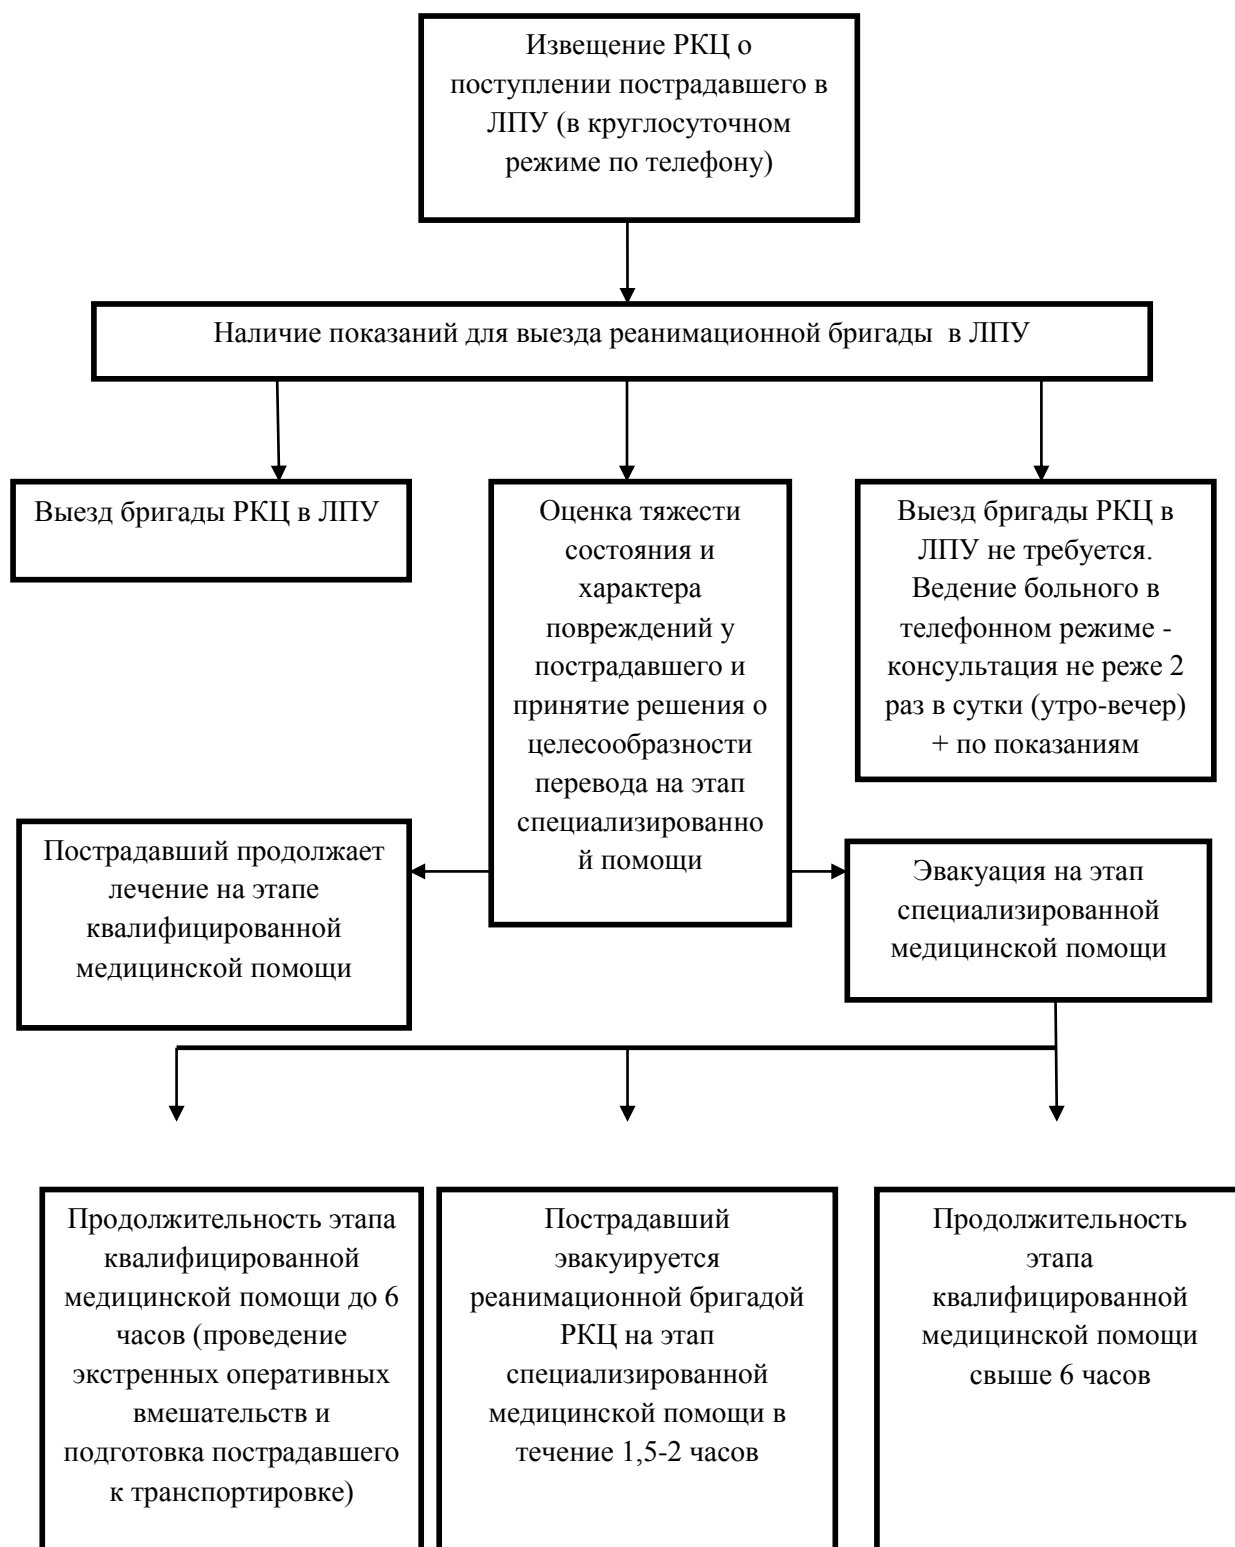 Извещение РКЦ о
поступлении пострадавшего в
ЛПУ (в круглосуточном
режиме по телефону)
Наличие показаний для выезда реанимационной бригады  в ЛПУ
Выезд бригады РКЦ в ЛПУ
Оценка тяжести
состояния и
характера
повреждений у
пострадавшего и
принятие решения о
целесообразности
перевода на этап
специализированно
й помощи
Выезд бригады РКЦ в
ЛПУ не требуется.
Ведение больного в
телефонном режиме -
консультация не реже 2
раз в сутки (утро-вечер)
+ по показаниям
Пострадавший продолжает
лечение на этапе
квалифицированной
медицинской помощи
Эвакуация на этап
специализированной
медицинской помощи
Продолжительность этапа
квалифицированной
медицинской помощи до 6
часов (проведение
экстренных оперативных
вмешательств и
подготовка пострадавшего
к транспортировке)
Пострадавший
эвакуируется
реанимационной бригадой
РКЦ на этап
специализированной
медицинской помощи в
течение 1,5-2 часов
Продолжительность
этапа
квалифицированной
медицинской помощи
свыше 6 часов